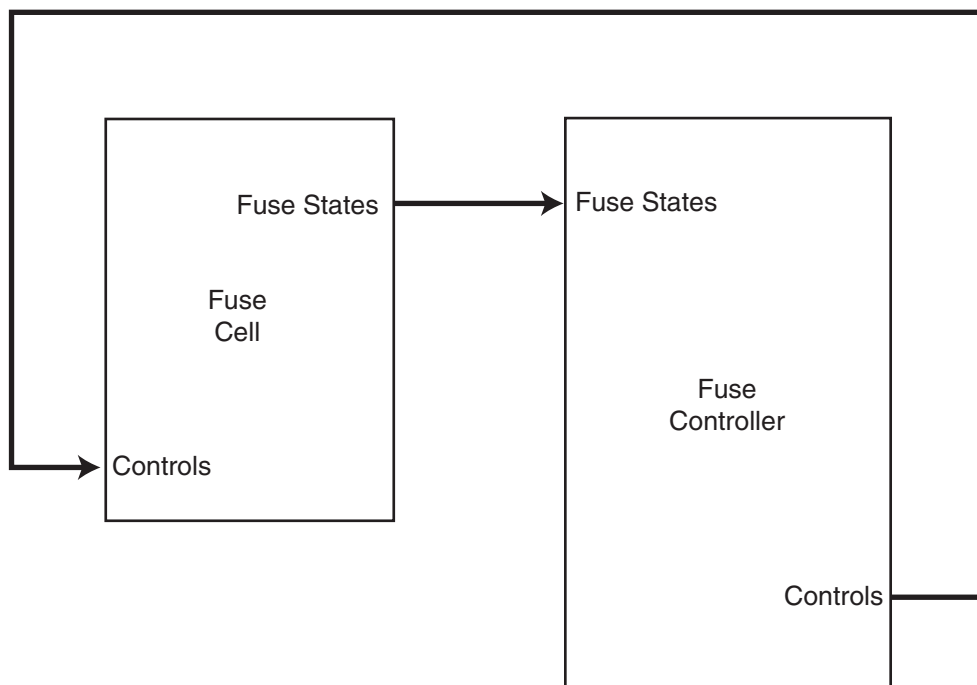 Fuse States
Fuse
Cell
Controls
Fuse States
Fuse
Controller
Controls